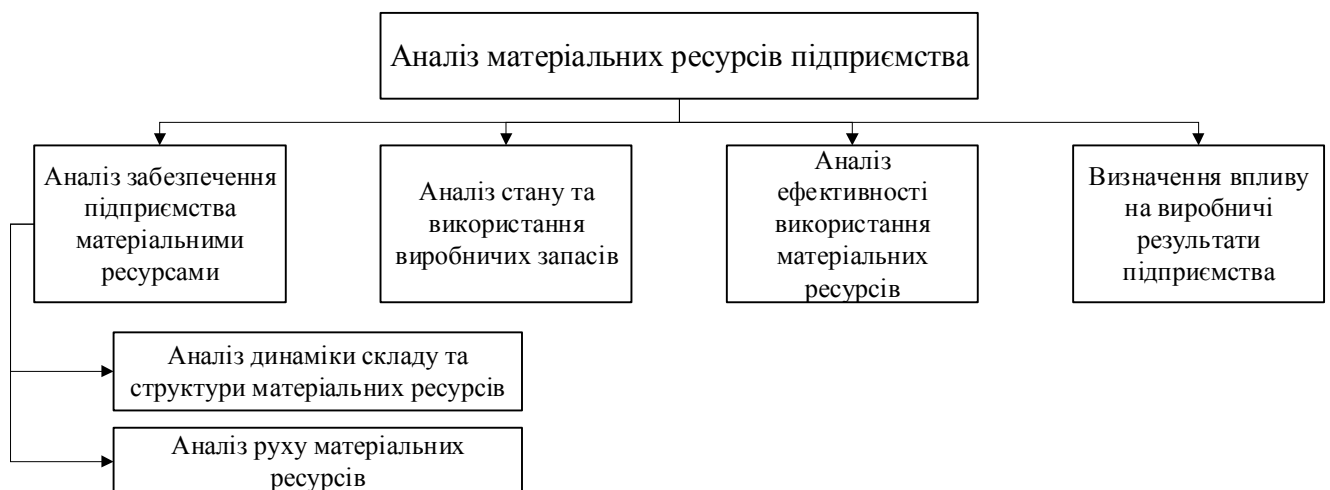 Аналіз матеріальних ресурсів підприємства
Аналіз забезпечення
підприємства
матеріальними
ресурсами
Аналіз стану та
використання
виробничих запасів
Аналіз
ефективності
використання
матеріальних
ресурсів
Визначення впливу
на виробничі
результати
підприємства
Аналіз динаміки складу та
структури матеріальних ресурсів
Аналіз руху матеріальних
ресурсів